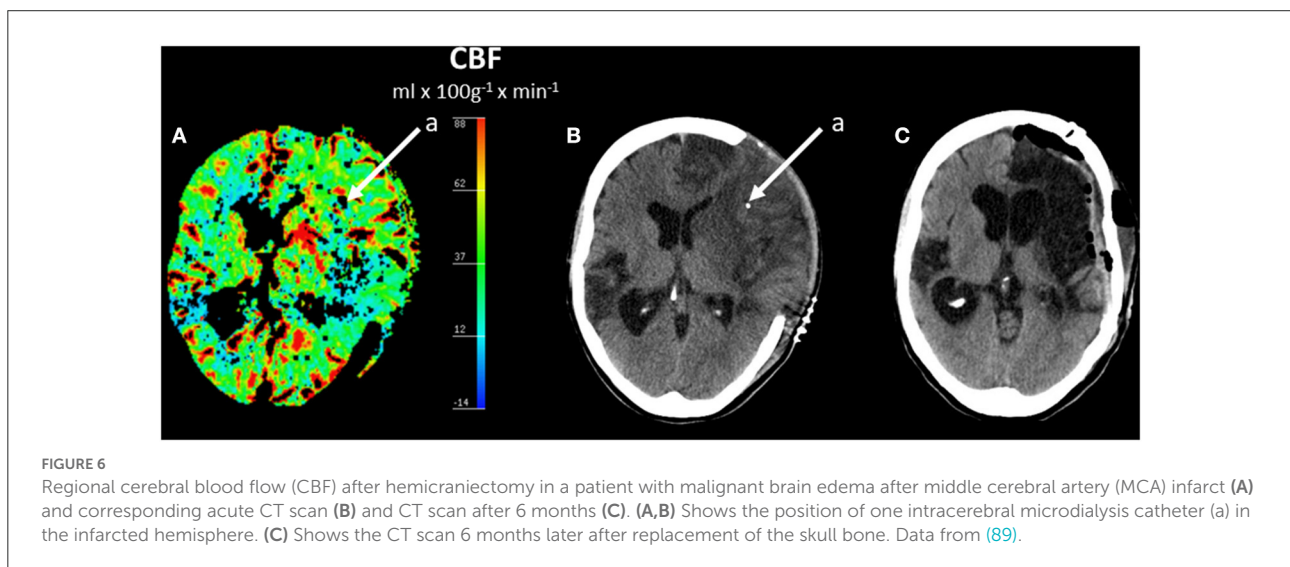 CBF
ml x 100g⁻¹ x min⁻¹
A
a
88
62
37
12
-14
B
a
C
FIGURE 6
Regional cerebral blood flow (CBF) after hemicraniectomy in a patient with malignant brain edema after middle cerebral artery (MCA) infarct (A)
and corresponding acute CT scan (B) and CT scan after 6 months (C). (A,B) Shows the position of one intracerebral microdialysis catheter (a) in
the infarcted hemisphere. (C) Shows the CT scan 6 months later after replacement of the skull bone. Data from (89).